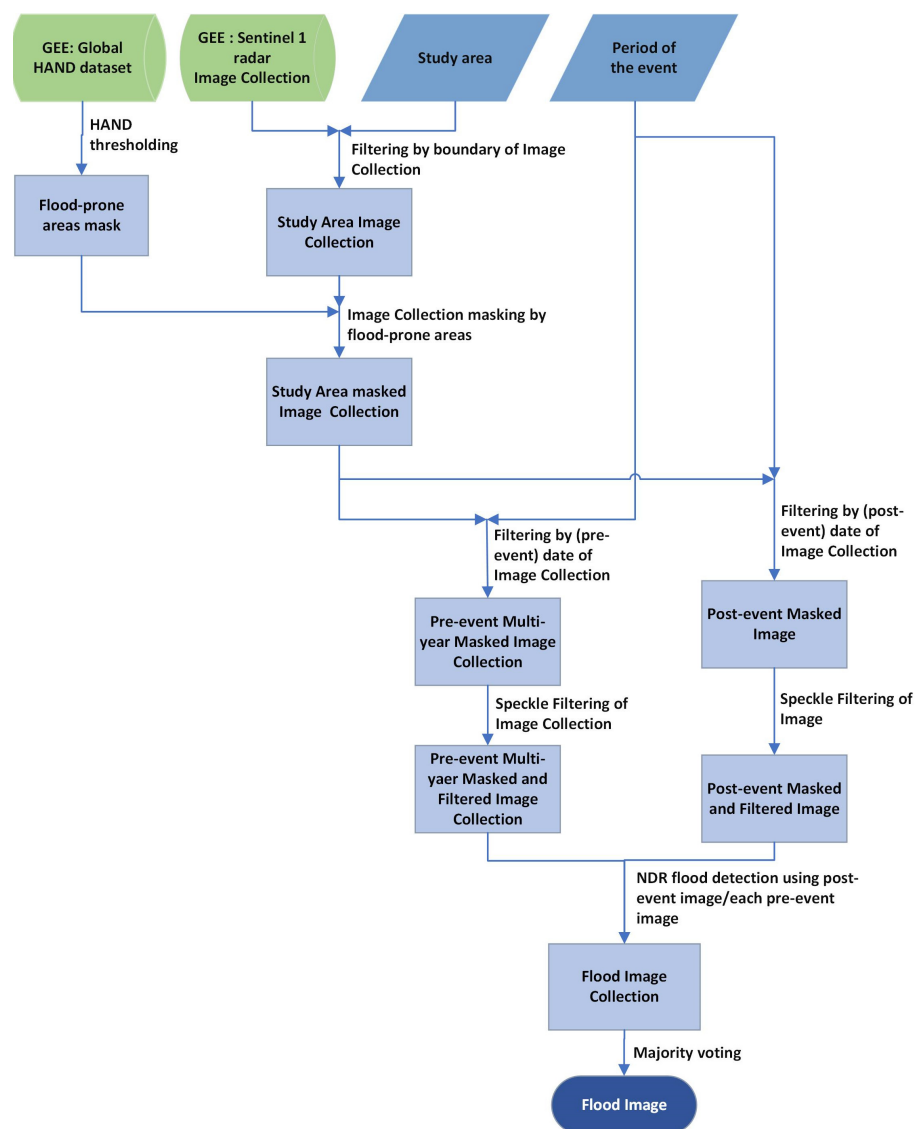 GEE: Global
HAND dataset
GEE : Sentinel 1
radar
Image Collection
Study area
Period of
the event
HAND
thresholding
Filtering by boundary of Image
Collection
Flood-prone
areas mask
Study Area Image
Collection
Image Collection masking by
flood-prone areas
Study Area masked
Image Collection
Filtering by (post-
event) date of
Image Collection
Filtering by (pre-
event) date of
Image Collection
Pre-event Multi-
year Masked Image
Collection
Post-event Masked
Image
Speckle Filtering of
Image Collection
Speckle Filtering of
Image
Pre-event Multi-
yaer Masked and
Filtered Image
Collection
Post-event Masked
and Filtered Image
NDR flood detection using post-
event image/each pre-event
image
Flood Image
Collection
Majority voting
Flood Image